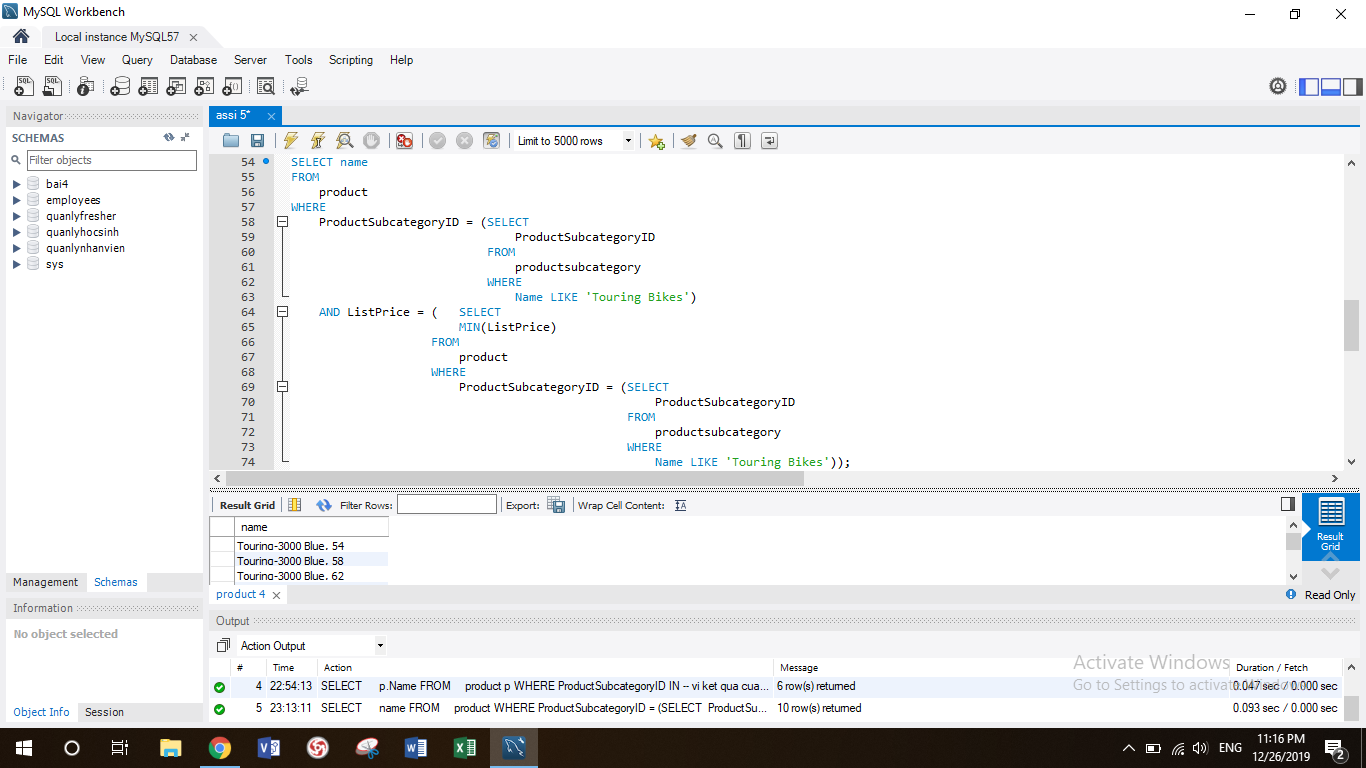 MySQL Workbench
Local instance MySQL57
File Edit View Query Database Server Tools Scripting Help
Navigator
SCHEMAS
Filter objects
bai4
employees
quanlyfresher
quanlyhocsinh
quanlynhanvien
sys
Management Schemas
Information
No object selected
Object Info Session
assi 5*
Limit to 5000 rows
54 SELECT name
55 FROM
56 product
57 WHERE
58 ProductSubcategoryID = (SELECT
59 ProductSubcategoryID
60 FROM
61 productsubcategory
62 WHERE
63 Name LIKE 'Touring Bikes')
64 AND ListPrice = ( SELECT
65 MIN(ListPrice)
66 FROM
67 product
68 WHERE
69 ProductSubcategoryID = (SELECT
70 ProductSubcategoryID
71 FROM
72 productsubcategory
73 WHERE
74 Name LIKE 'Touring Bikes'));
Result Grid Filter Rows: Export: Wrap Cell Content:
name
Touring-3000 Blue, 54
Touring-3000 Blue, 58
Touring-3000 Blue, 62
Result
Grid
product 4
Read Only
Output
Action Output
# Time Action Message Duration / Fetch
4 22:54:13 SELECT p.Name FROM product p WHERE ProductSubcategoryID IN -- vi ket qua cua... 6 row(s) returned 0.047 sec / 0.000 sec
5 23:13:11 SELECT name FROM product WHERE ProductSubcategoryID = (SELECT ProductSu... 10 row(s) returned 0.093 sec / 0.000 sec
Activate Windows
Go to Settings to activate Windows.
ENG
11:16 PM
12/26/2019
2